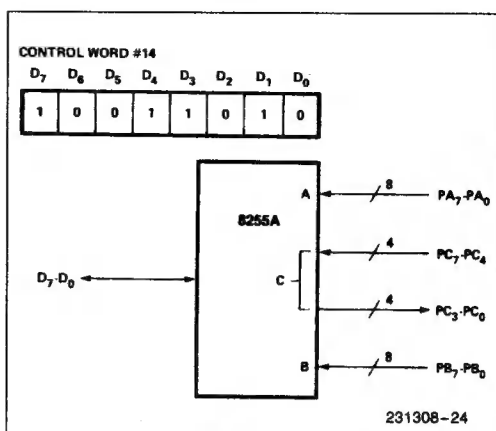 CONTROL WORD #14
D7 D6 D5 D4 D3 D2 D1 D0
1 0 0 1 1 0 1 0
8255A
A 8 PA7-PA0
4 PC7-PC4
D7-D0 C
4 PC3-PC0
B 8 PB7-PB0
231308-24